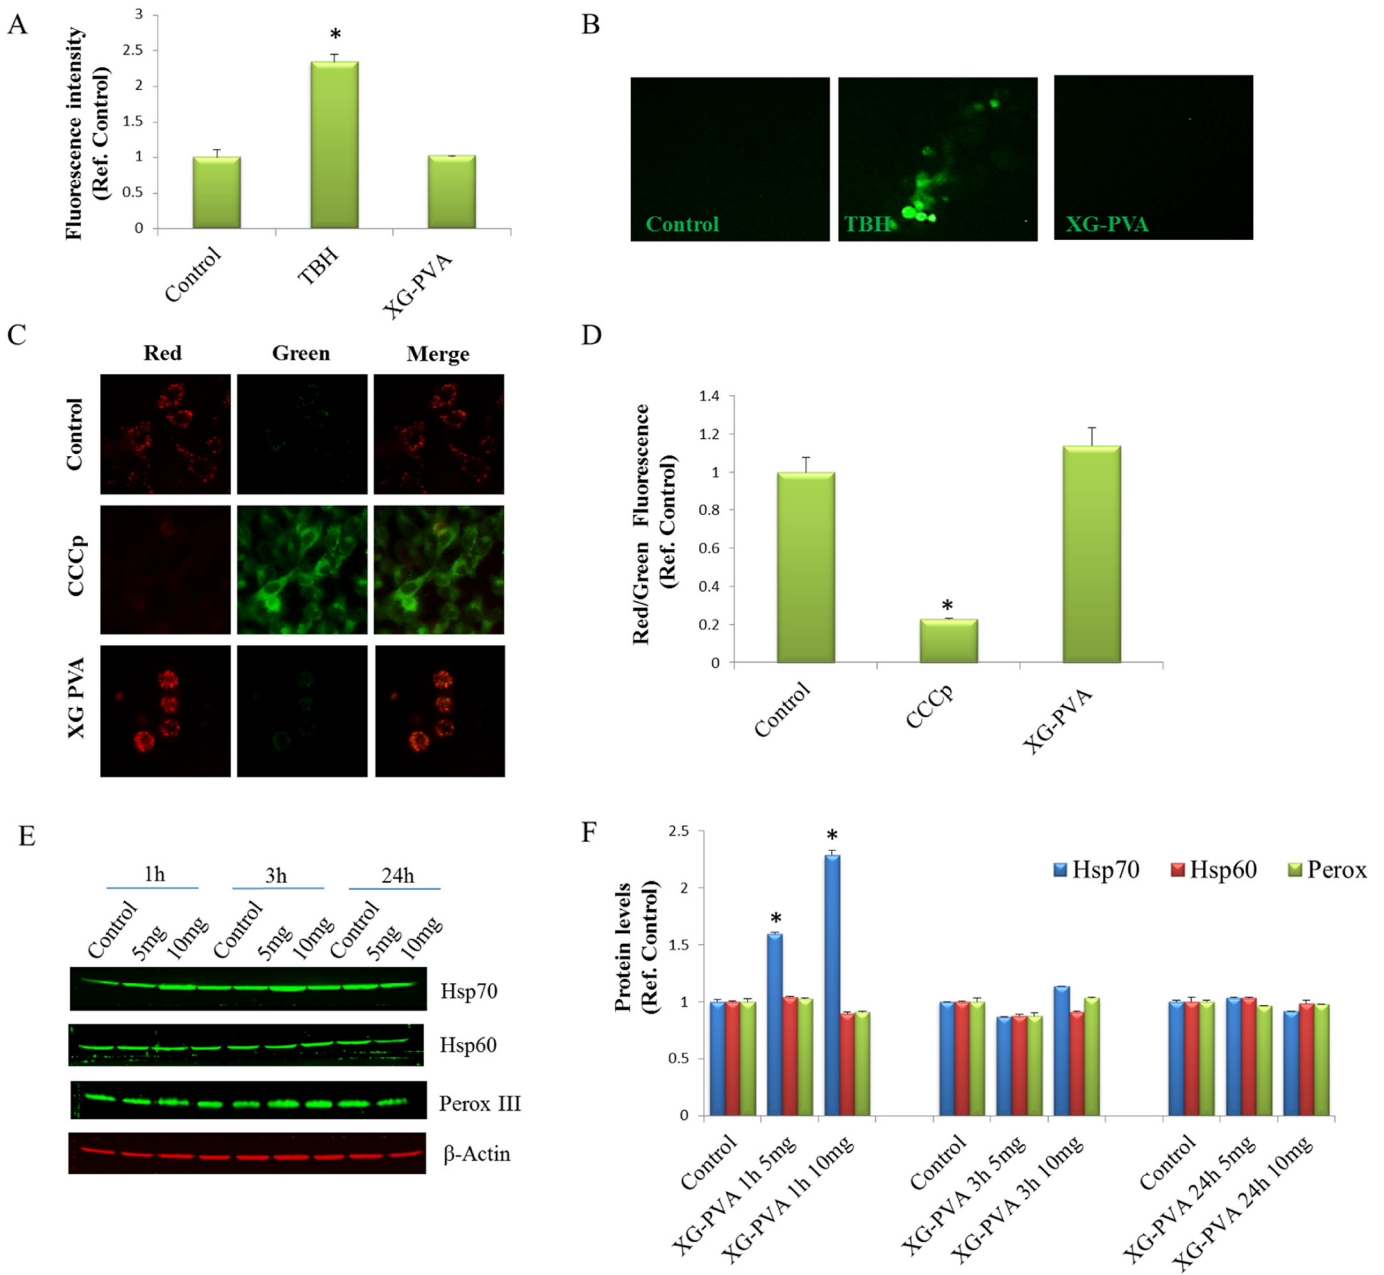 A
Fluorescence intensity
(Ref. Control)
3
2.5
2
1.5
1
0.5
0
*
Control
TBH
XG-PVA
B
Control
TBH
XG-PVA
C
Red
Green
Merge
Control
CCCp
XG PVA
D
Red/Green Fluorescence
(Ref. Control)
1.4
1.2
1
0.8
0.6
0.4
0.2
0
*
Control
CCCp
XG-PVA
E
1h
3h
24h
Control
5mg
10mg
Control
5mg
10mg
Control
5mg
10mg
Hsp70
Hsp60
Perox III
β-Actin
F
Protein levels
(Ref. Control)
2.5
2
1.5
1
0.5
0
*
*
Hsp70
Hsp60
Perox
Control
XG-PVA 1h 5mg
XG-PVA 1h 10mg
Control
XG-PVA 3h 5mg
XG-PVA 3h 10mg
Control
XG-PVA 24h 5mg
XG-PVA 24h 10mg